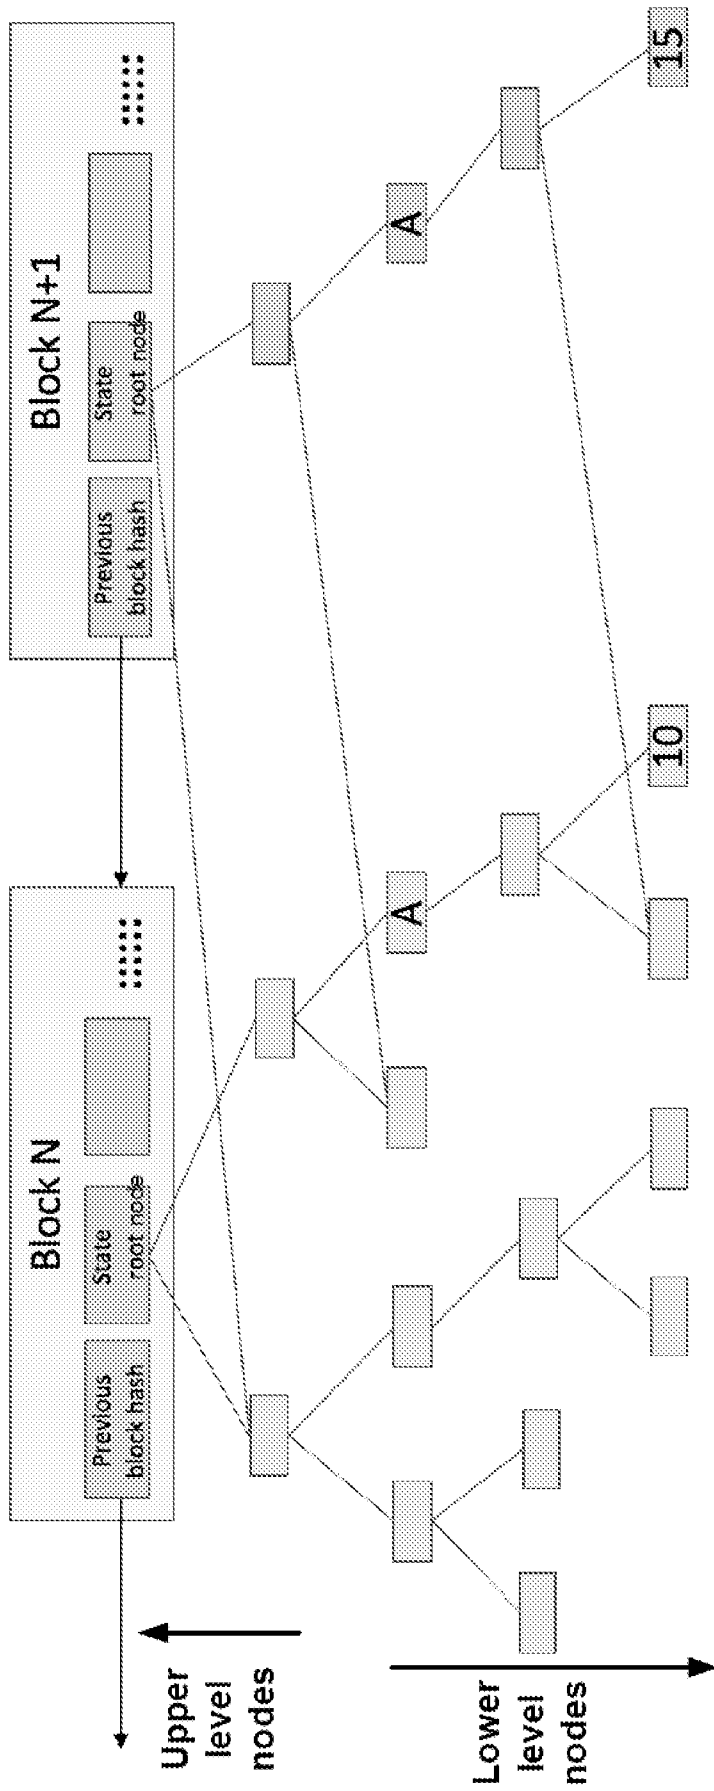 Block N
Previous
block hash
State
root node
......
......
Block N+1
Previous
block hash
State
root node
......
......
Upper
level
nodes
A
A
Lower
level
nodes
10
15